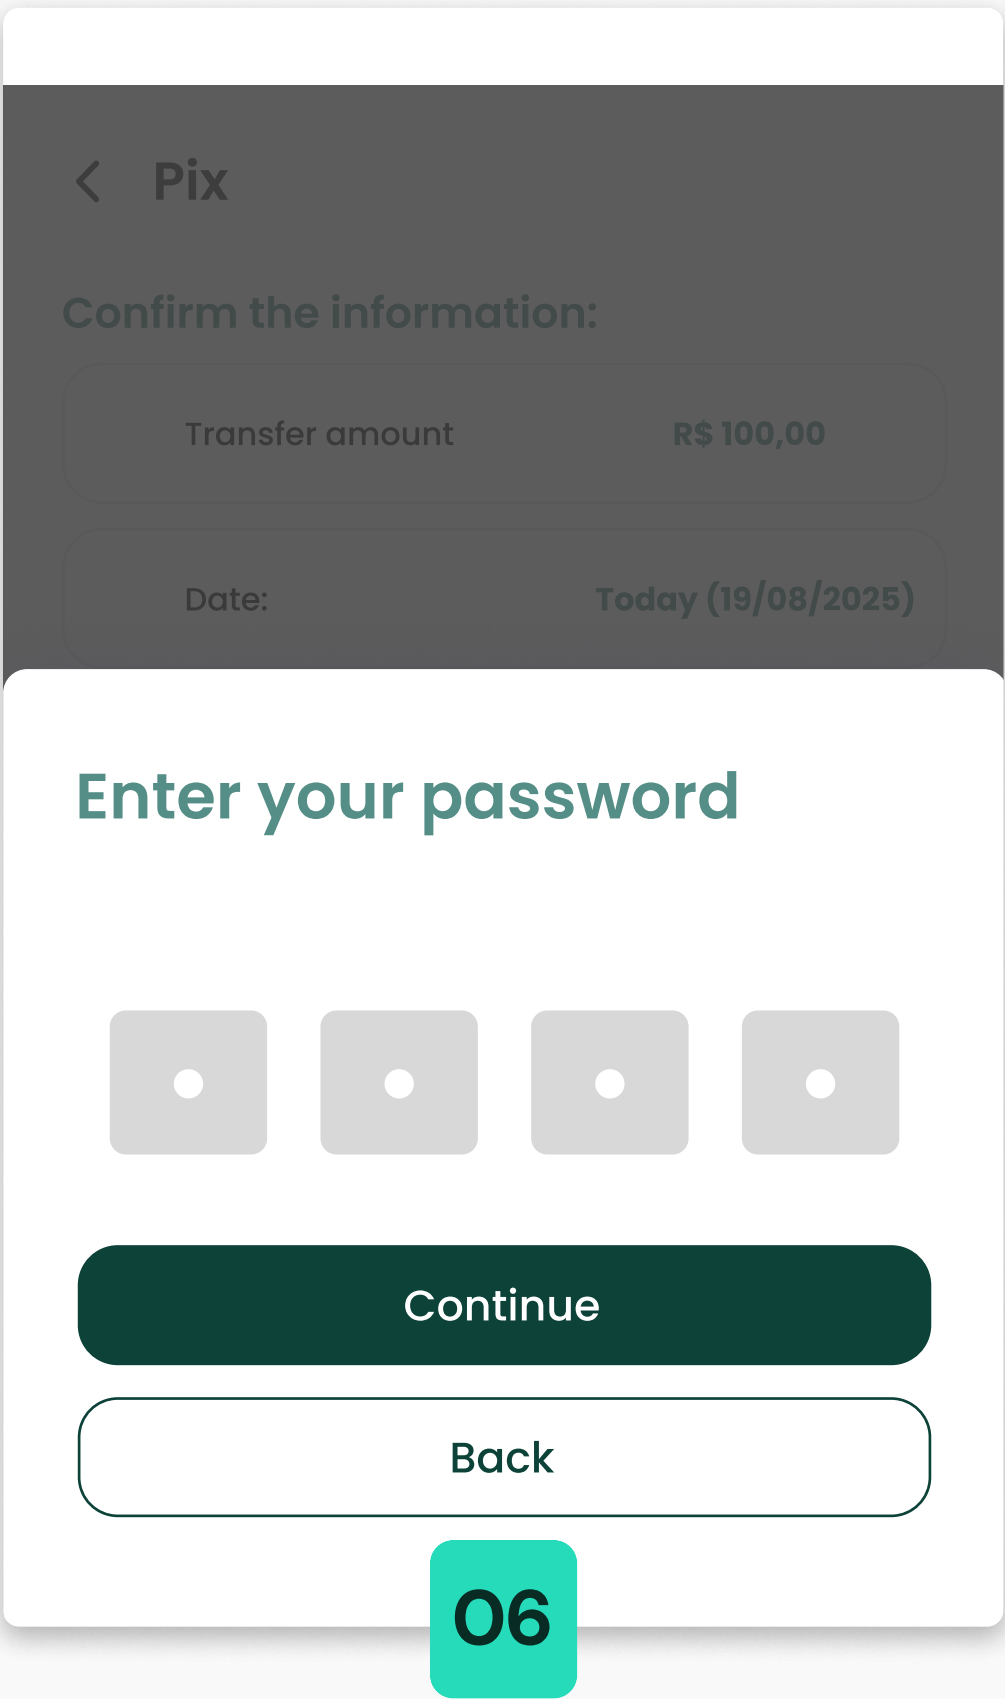 Pix
Confirm the information:
Transfer amount R$ 100,00
Date: Today (19/08/2025)
Enter your password
Continue
Back
06